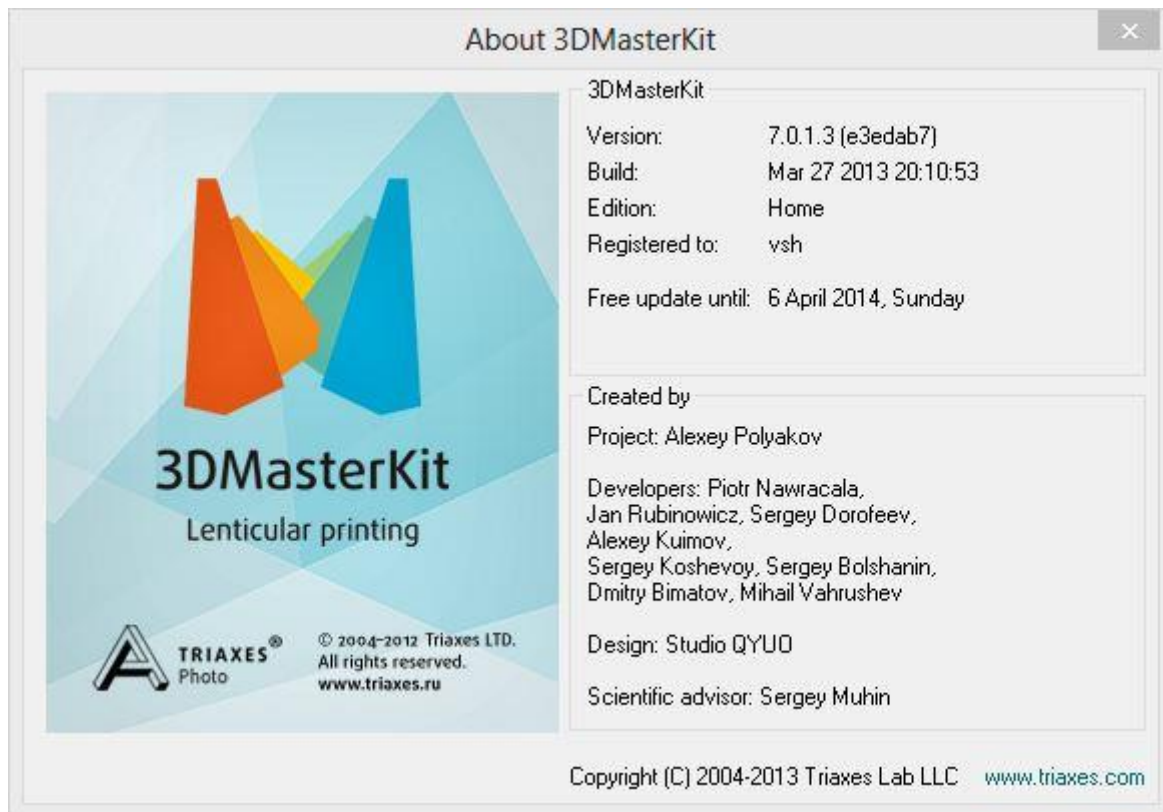 About 3DMasterKit
3DMasterKit
Lenticular printing
TRIAXES®
Photo
© 2004-2012 Triaxes LTD.
All rights reserved.
www.triaxes.ru
3DMasterKit
Version: 7.0.1.3 (e3edab7)
Build: Mar 27 2013 20:10:53
Edition: Home
Registered to: vsh
Free update until: 6 April 2014, Sunday
Created by
Project: Alexey Polyakov
Developers: Piotr Nawracala,
Jan Rubinowicz, Sergey Dorofeev,
Alexey Kuimov,
Sergey Koshevoy, Sergey Bolshanin,
Dmitry Bimatov, Mihail Vahrushev
Design: Studio QYUO
Scientific advisor: Sergey Muhin
Copyright (C) 2004-2013 Triaxes Lab LLC www.triaxes.com